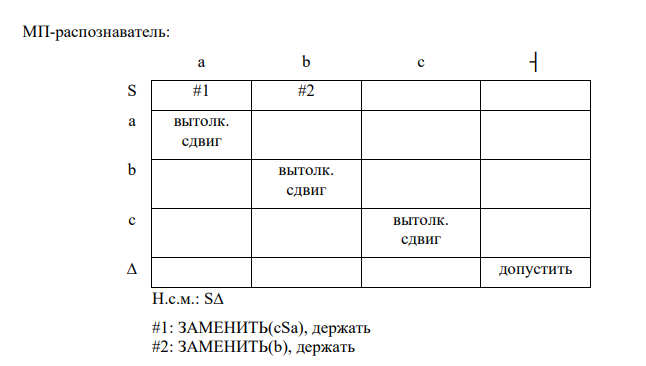 МП-распознаватель:
a b c ┤
S #1 #2
a вытолк. сдвиг
b вытолк. сдвиг
c вытолк. сдвиг
Δ допустить
Н.с.м.: SΔ
#1: ЗАМЕНИТЬ(cSa), держать
#2: ЗАМЕНИТЬ(b), держать